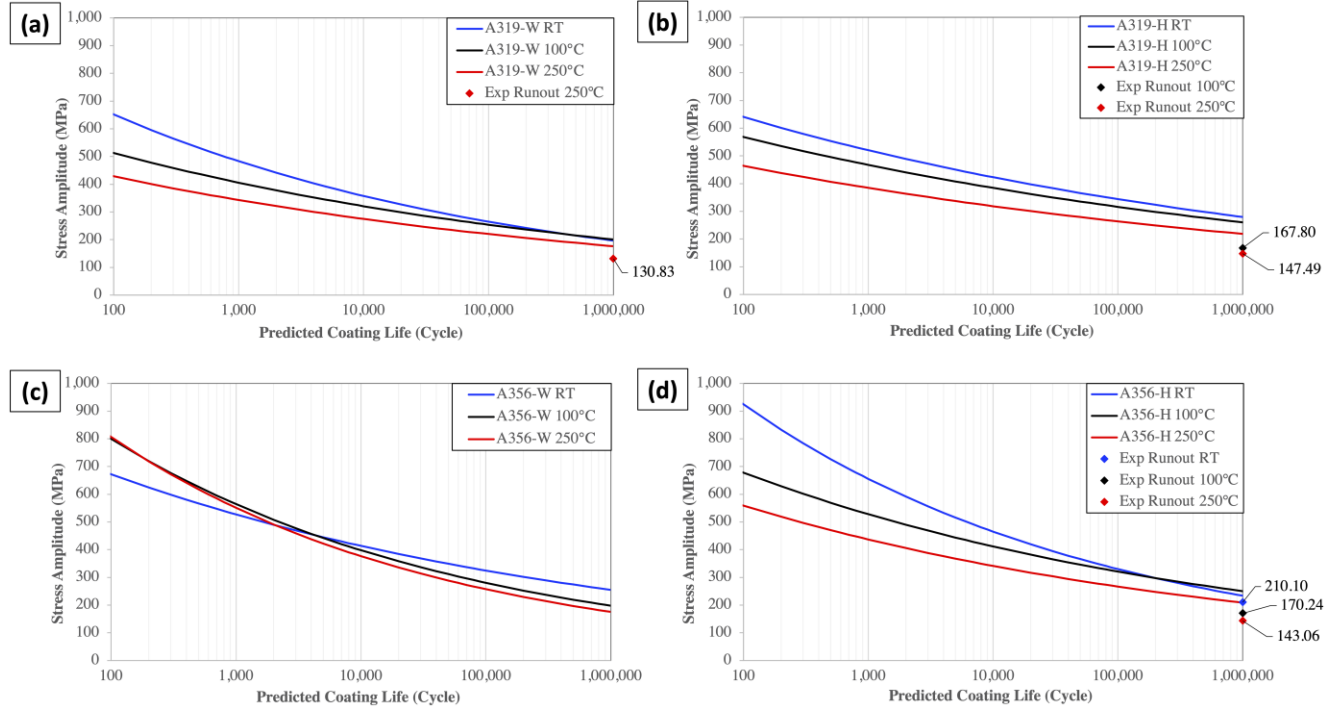 (a)
1,000
900
800
700
600
500
400
300
200
100
0
Stress Amplitude (MPa)
100
1,000
10,000
100,000
1,000,000
Predicted Coating Life (Cycle)
A319-W RT
A319-W 100°C
A319-W 250°C
Exp Runout 250°C
130.83
(b)
1,000
900
800
700
600
500
400
300
200
100
0
Stress Amplitude (MPa)
100
1,000
10,000
100,000
1,000,000
Predicted Coating Life (Cycle)
A319-H RT
A319-H 100°C
A319-H 250°C
Exp Runout 100°C
Exp Runout 250°C
167.80
147.49
(c)
1,000
900
800
700
600
500
400
300
200
100
0
Stress Amplitude (MPa)
100
1,000
10,000
100,000
1,000,000
Predicted Coating Life (Cycle)
A356-W RT
A356-W 100°C
A356-W 250°C
(d)
1,000
900
800
700
600
500
400
300
200
100
0
Stress Amplitude (MPa)
100
1,000
10,000
100,000
1,000,000
Predicted Coating Life (Cycle)
A356-H RT
A356-H 100°C
A356-H 250°C
Exp Runout RT
Exp Runout 100°C
Exp Runout 250°C
210.10
170.24
143.06